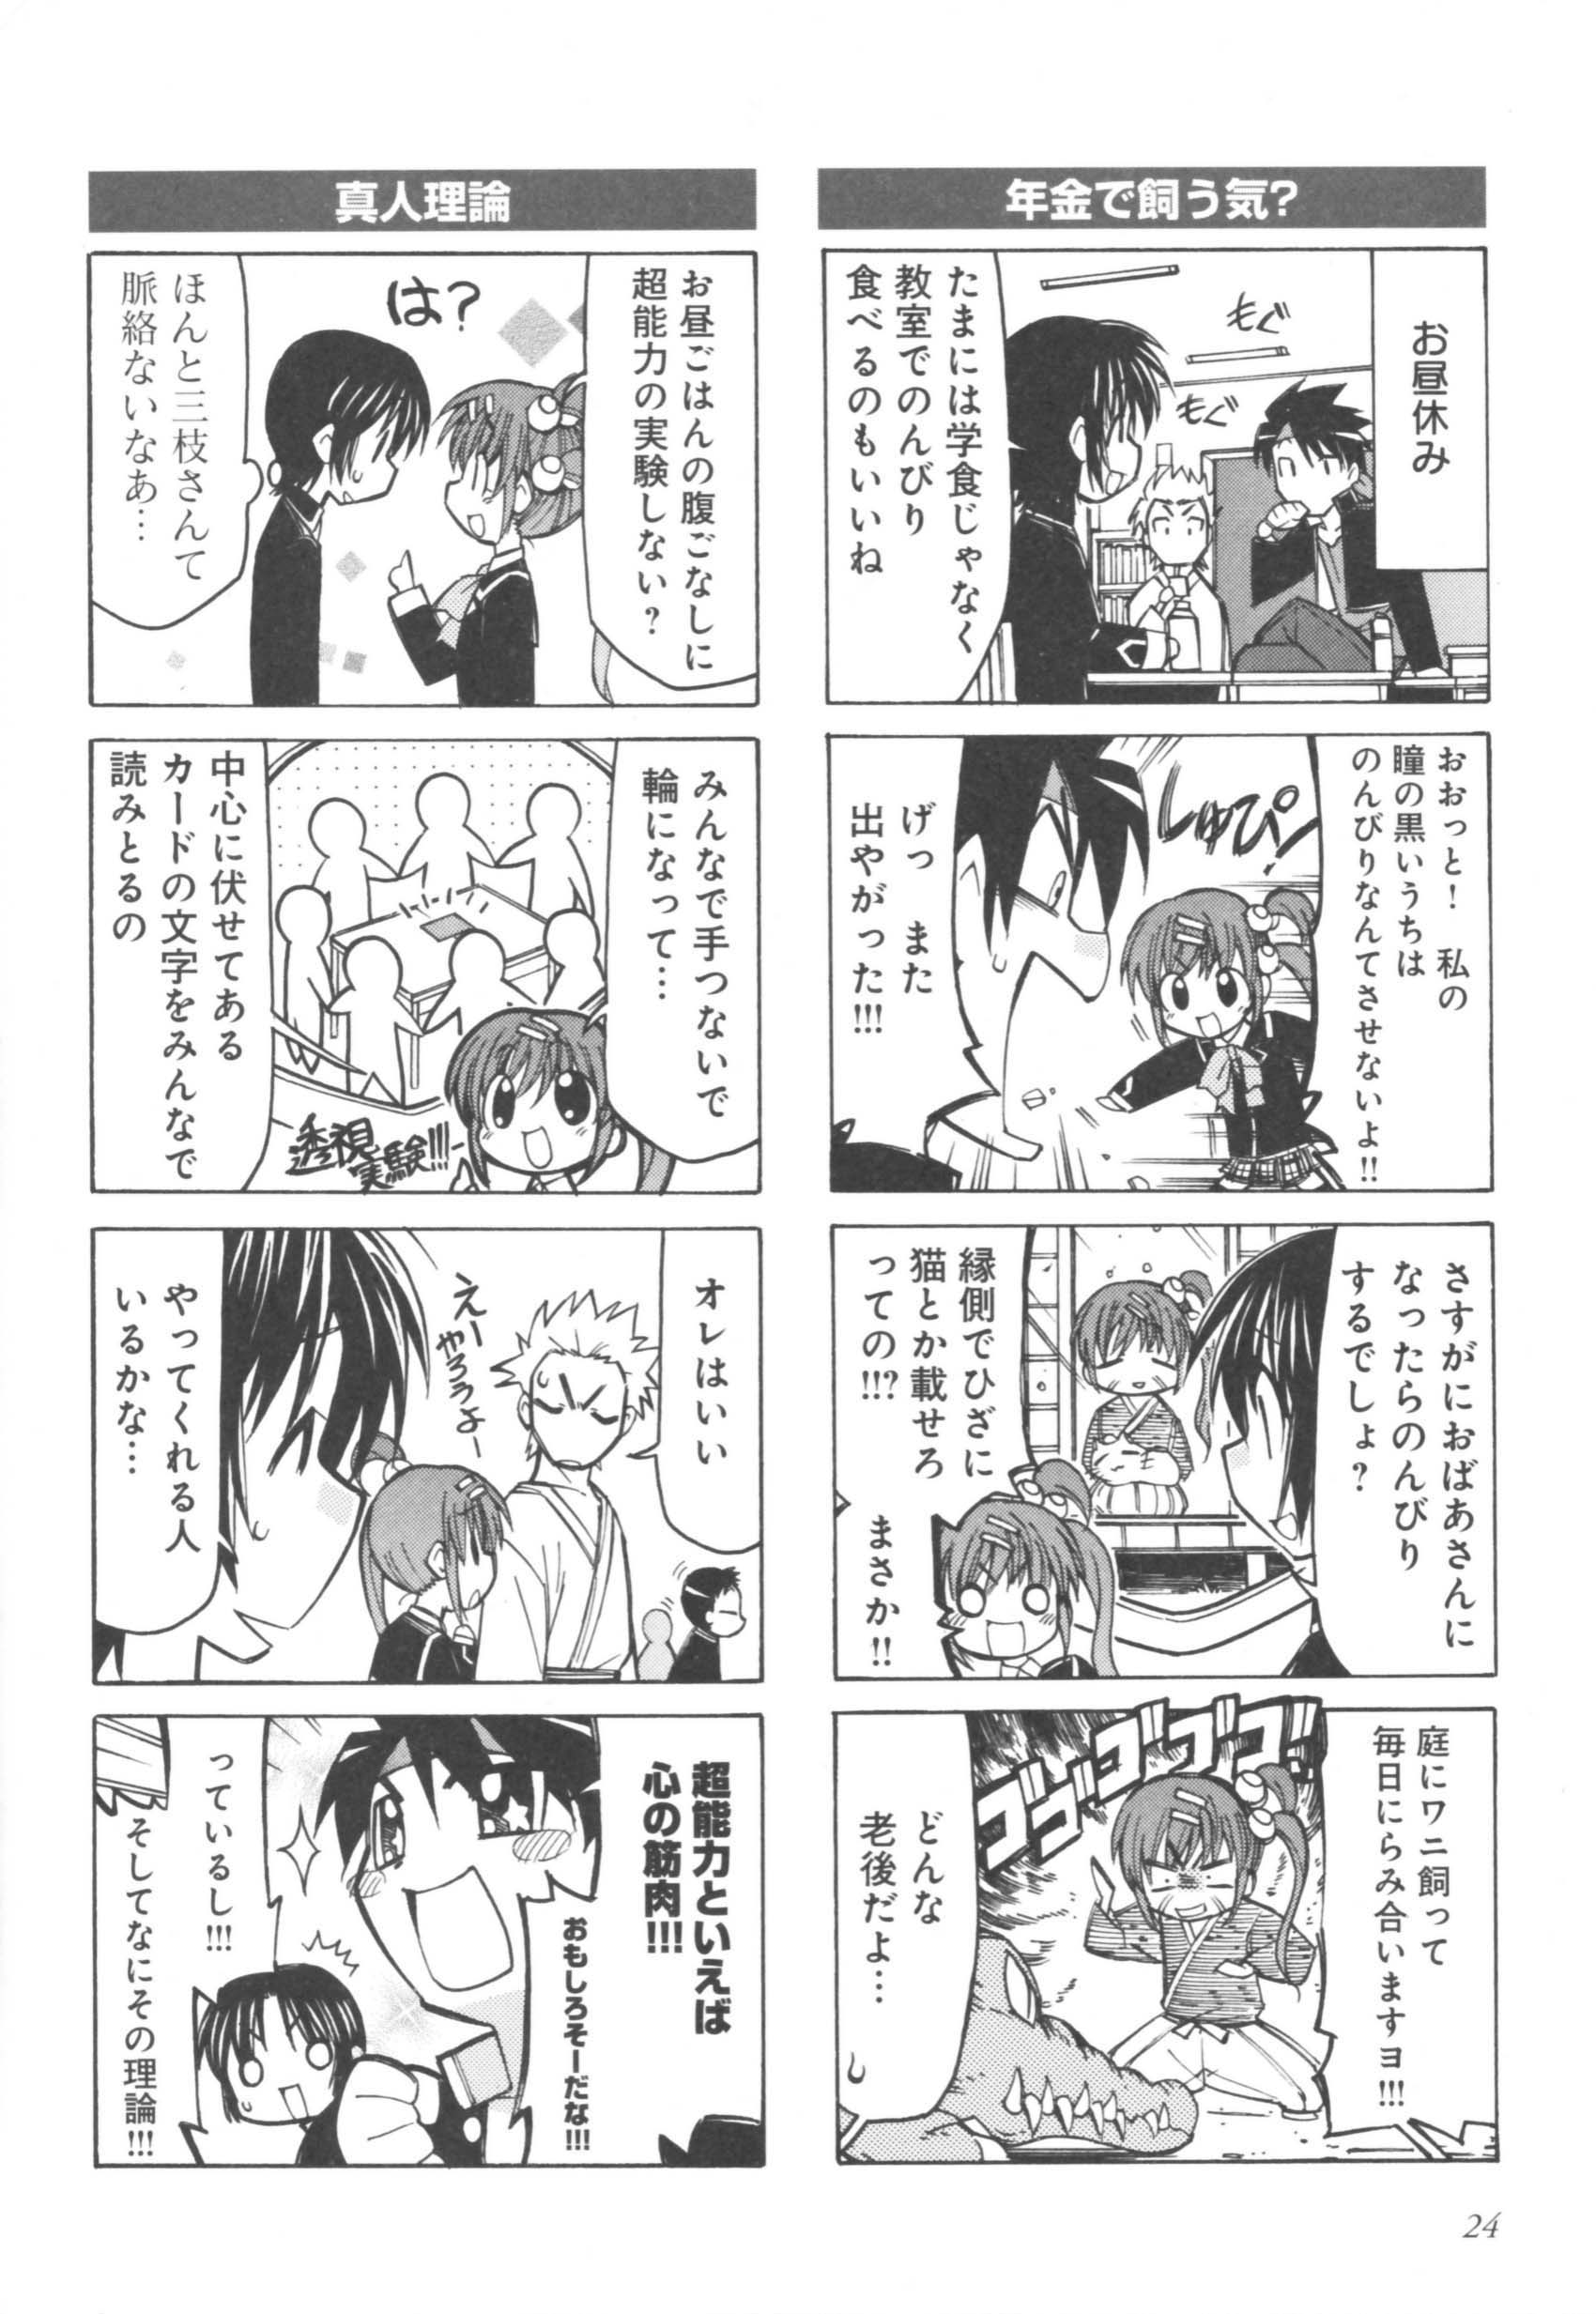 年金で飼う気?
お昼休み
もぐ
もぐ
たまには学食じゃなく
教室でのんびり
食べるのもいいね
おおっと! 私の
瞳の黒いうちは
のんびりなんてさせないよ!!
しゅぴン
げっ また
出やがった!!!
さすがにおばあさんに
なったらのんびり
するでしょ?
縁側でひざに
猫とか載せろ
っての!!?
まさか!!
庭にワニ飼って
毎日にらみ合いますヨ!!!
ゴゴゴゴゴゴ
どんな
老後だよ…
真人理論
お昼ごはんの腹ごなしに
超能力の実験しない?
は?
ほんと三枝さんて
脈絡ないなあ…
みんなで手つないで
輪になって…
中心に伏せてある
カードの文字をみんなで
読みとるの
透視
実験!!!
オレはいい
えー
やろうよー
やってくれる人
いるかな…
超能力といえば
心の筋肉!!!
おもしろそーだな!!!
っているし!!!
そしてなにその理論!!!
24